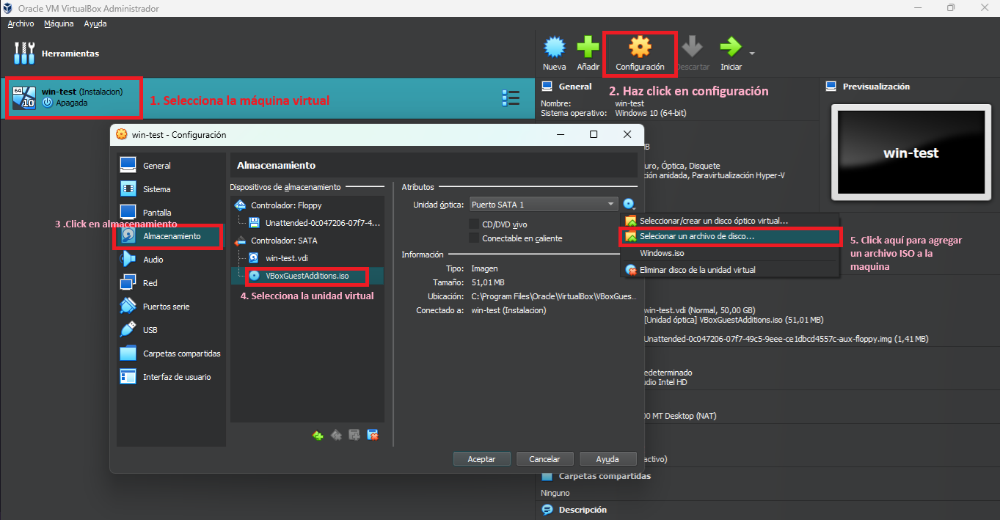 Oracle VM VirtualBox Administrador
Archivo Máquina Ayuda
Herramientas
Nueva
Añadir
Configuración
Descartar
Iniciar
64
10
win-test (Instalacion)
Apagada
1. Selecciona la máquina virtual
General
2. Haz click en configuración
Nombre: win-test
Sistema operativo: Windows 10 (64-bit)
Previsualización
win-test
win-test - Configuración
General
Sistema
Pantalla
3 .Click en almacenamiento
Almacenamiento
Audio
Red
Puertos serie
USB
Carpetas compartidas
Interfaz de usuario
Almacenamiento
Dispositivos de almacenamiento
Controlador: Floppy
Unattended-0c047206-07f7-4...
Controlador: SATA
win-test.vdi
VBoxGuestAdditions.iso
4. Selecciona la unidad virtual
Atributos
Unidad óptica: Puerto SATA 1
CD/DVD vivo
Conectable en caliente
Información
Tipo: Imagen
Tamaño: 51,01 MB
Ubicación: C:\Program Files\Oracle\VirtualBox\VBoxGues..
Conectado a: win-test (Instalacion)
Seleccionar/crear un disco óptico virtual...
Selecionar un archivo de disco...
Windows.iso
Eliminar disco de la unidad virtual
5. Click aquí para agregar
un archivo ISO a la
maquina
Aceptar
Cancelar
Ayuda
B
uro, Óptica, Disquete
ción anidada, Paravirtualización Hyper-V
win-test.vdi (Normal, 50,00 GB)
[Unidad óptica] VBoxGuestAdditions.iso (51,01 MB)
Unattended-0c047206-07f7-49c5-9eee-ce1dbcd4557c-aux-floppy.img (1,41 MB)
edeterminado
udio Intel HD
00 MT Desktop (NAT)
activo)
Carpetas compartidas
Ninguno
Descripción